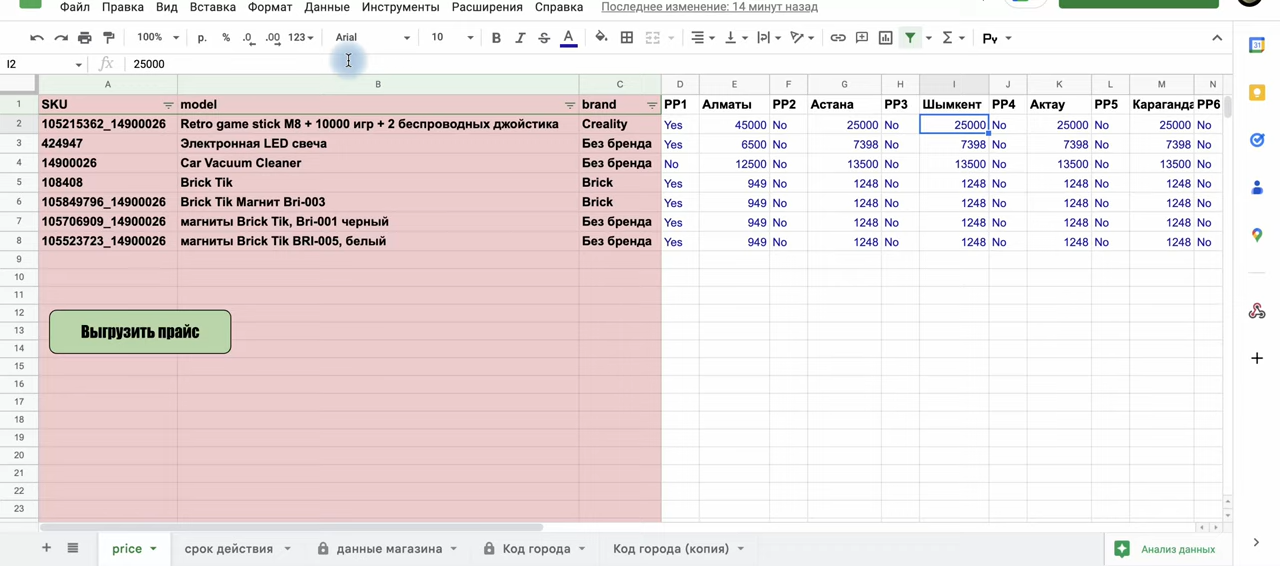 Файл Правка Вид Вставка Формат Данные Инструменты Расширения Справка Последнее изменение: 14 минут назад
100% р. % .0 .00 123 Arial 10 B I S A Σ Ру
I2 fx 25000
A B C D E F G H I J K L M N
1 SKU model brand PP1 Алматы PP2 Астана PP3 Шымкент PP4 Актау PP5 Караганда PP6
2 105215362_14900026 Retro game stick M8 + 10000 игр + 2 беспроводных джойстика Creality Yes 45000 No 25000 No 25000 No 25000 No 25000 No
3 424947 Электронная LED свеча Без бренда Yes 6500 No 7398 No 7398 No 7398 No 7398 No
4 14900026 Car Vacuum Cleaner Без бренда No 12500 No 13500 No 13500 No 13500 No 13500 No
5 108408 Brick Tik Brick Yes 949 No 1248 No 1248 No 1248 No 1248 No
6 105849796_14900026 Brick Tik Магнит Bri-003 Brick Yes 949 No 1248 No 1248 No 1248 No 1248 No
7 105706909_14900026 магниты Brick Tik, Bri-001 черный Без бренда Yes 949 No 1248 No 1248 No 1248 No 1248 No
8 105523723_14900026 магниты Brick Tik BRI-005, белый Без бренда Yes 949 No 1248 No 1248 No 1248 No 1248 No
9
10
11
12
13 Выгрузить прайс
14
15
16
17
18
19
20
21
22
23
price срок действия данные магазина Код города Код города (копия) Анализ данных